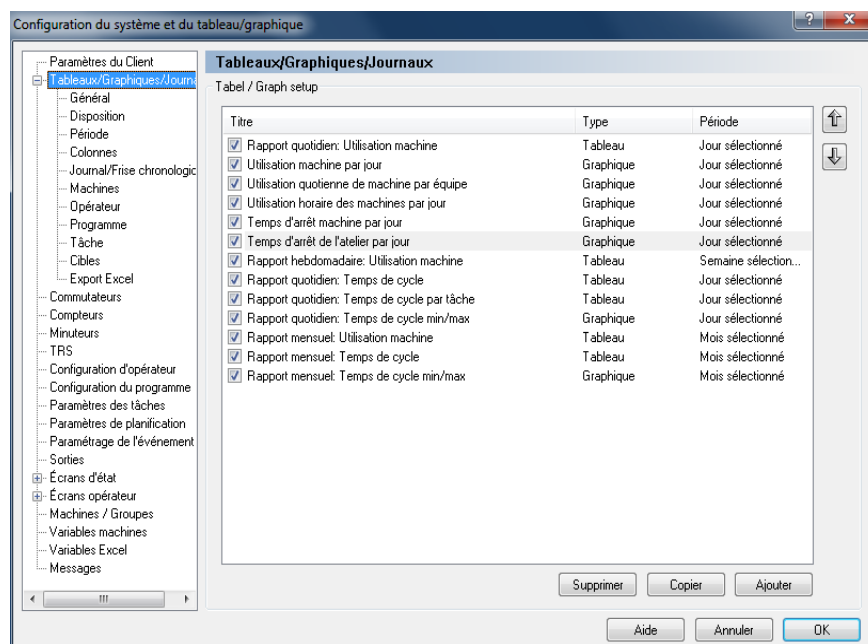 Configuration du système et du tableau/graphique
Paramètres du Client
Tableaux/Graphiques/Journa
Général
Disposition
Période
Colonnes
Journal/Frise chronologic
Machines
Opérateur
Programme
Tâche
Cibles
Export Excel
Commutateurs
Compteurs
Minuteurs
TRS
Configuration d'opérateur
Configuration du programme
Paramètres des tâches
Paramètres de planification
Paramétrage de l'événement
Sorties
Écrans d'état
Écrans opérateur
Machines / Groupes
Variables machines
Variables Excel
Messages
Tableaux/Graphiques/Journaux
Tabel / Graph setup
Titre Type Période
Rapport quotidien: Utilisation machine Tableau Jour sélectionné
Utilisation machine par jour Graphique Jour sélectionné
Utilisation quotienne de machine par équipe Graphique Jour sélectionné
Utilisation horaire des machines par jour Graphique Jour sélectionné
Temps d'arrêt machine par jour Graphique Jour sélectionné
Temps d'arrêt de l'atelier par jour Graphique Jour sélectionné
Rapport hebdomadaire: Utilisation machine Tableau Semaine sélection...
Rapport quotidien: Temps de cycle Tableau Jour sélectionné
Rapport quotidien: Temps de cycle par tâche Tableau Jour sélectionné
Rapport quotidien: Temps de cycle min/max Graphique Jour sélectionné
Rapport mensuel: Utilisation machine Tableau Mois sélectionné
Rapport mensuel: Temps de cycle Tableau Mois sélectionné
Rapport mensuel: Temps de cycle min/max Graphique Mois sélectionné
Supprimer Copier Ajouter
Aide Annuler OK